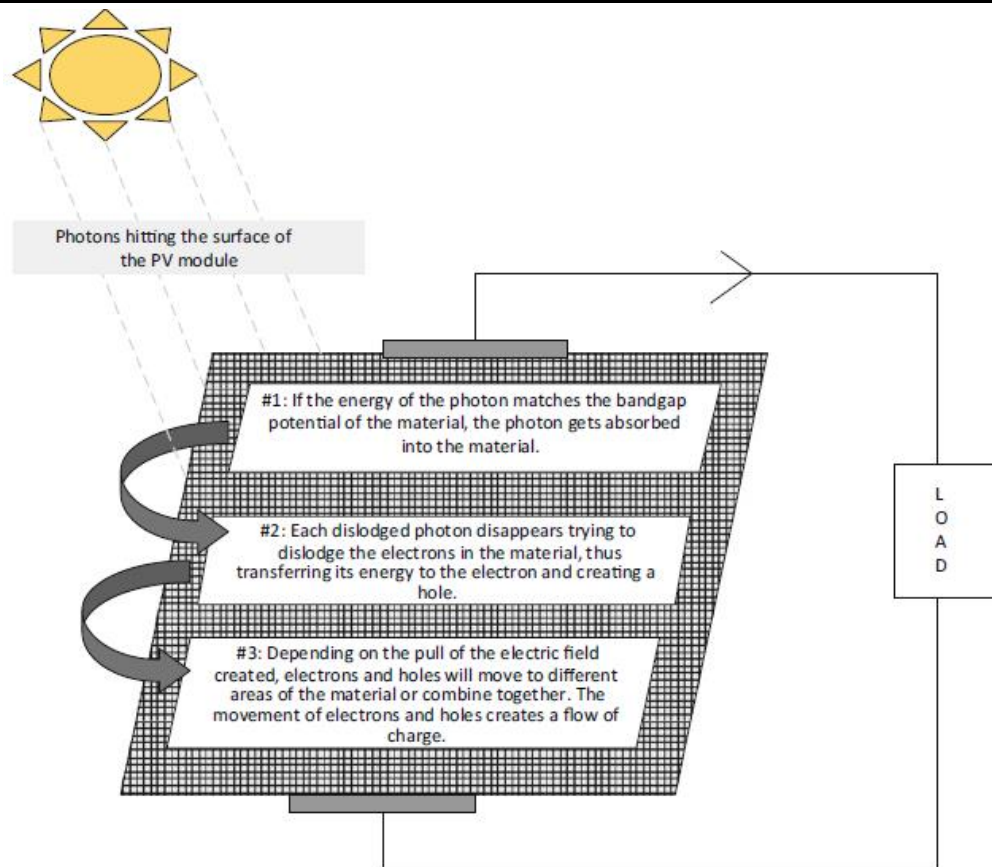 Photons hitting the surface of
the PV module
#1: If the energy of the photon matches the bandgap
potential of the material, the photon gets absorbed
into the material.
#2: Each dislodged photon disappears trying to
dislodge the electrons in the material, thus
transferring its energy to the electron and creating a
hole.
#3: Depending on the pull of the electric field
created, electrons and holes will move to different
areas of the material or combine together. The
movement of electrons and holes creates a flow of
charge.
L
O
A
D